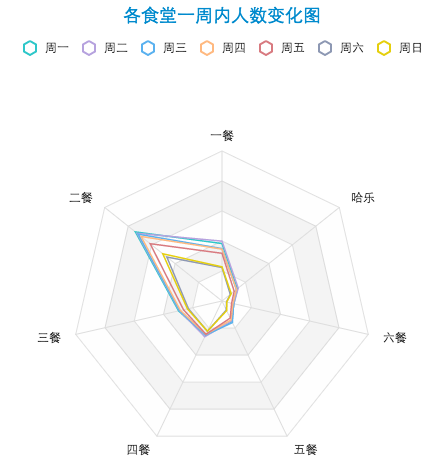 各食堂一周内人数变化图
周一 周二 周三 周四 周五 周六 周日
一餐
二餐 哈乐
三餐 六餐
四餐 五餐